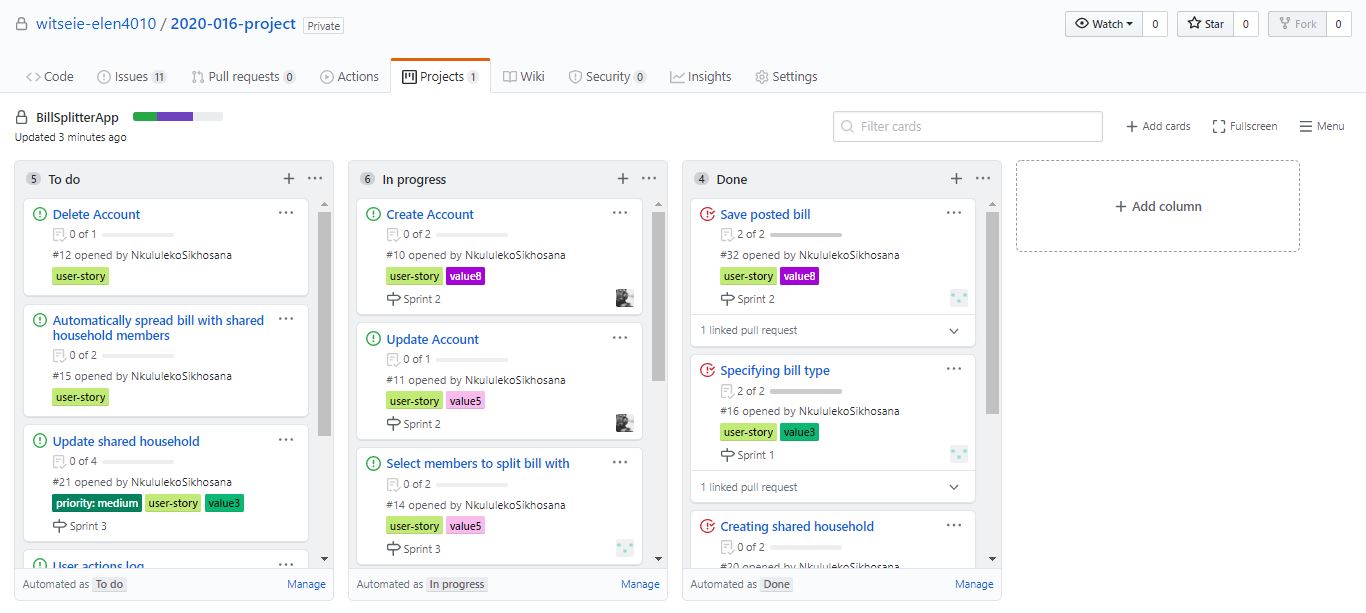 witseie-elen4010 / 2020-016-project Private
Watch 0 Star 0 Fork 0
Code Issues 11 Pull requests 0 Actions Projects 1 Wiki Security 0 Insights Settings
BillSplitterApp
Updated 3 minutes ago
Filter cards
Add cards Fullscreen Menu
5 To do
Delete Account
0 of 1
#12 opened by NkululekoSikhosana
user-story
Automatically spread bill with shared
household members
0 of 2
#15 opened by NkululekoSikhosana
user-story
Update shared household
0 of 4
#21 opened by NkululekoSikhosana
priority: medium user-story value3
Sprint 3
User actions log
Automated as To do Manage
6 In progress
Create Account
0 of 2
#10 opened by NkululekoSikhosana
user-story value8
Sprint 2
Update Account
0 of 1
#11 opened by NkululekoSikhosana
user-story value5
Sprint 2
Select members to split bill with
0 of 2
#14 opened by NkululekoSikhosana
user-story value5
Sprint 3
Automated as In progress Manage
4 Done
Save posted bill
2 of 2
#32 opened by NkululekoSikhosana
user-story value8
Sprint 2
1 linked pull request
Specifying bill type
2 of 2
#16 opened by NkululekoSikhosana
user-story value3
Sprint 1
1 linked pull request
Creating shared household
0 of 2
#20 opened by NkululekoSikhosana
Automated as Done Manage
Add column